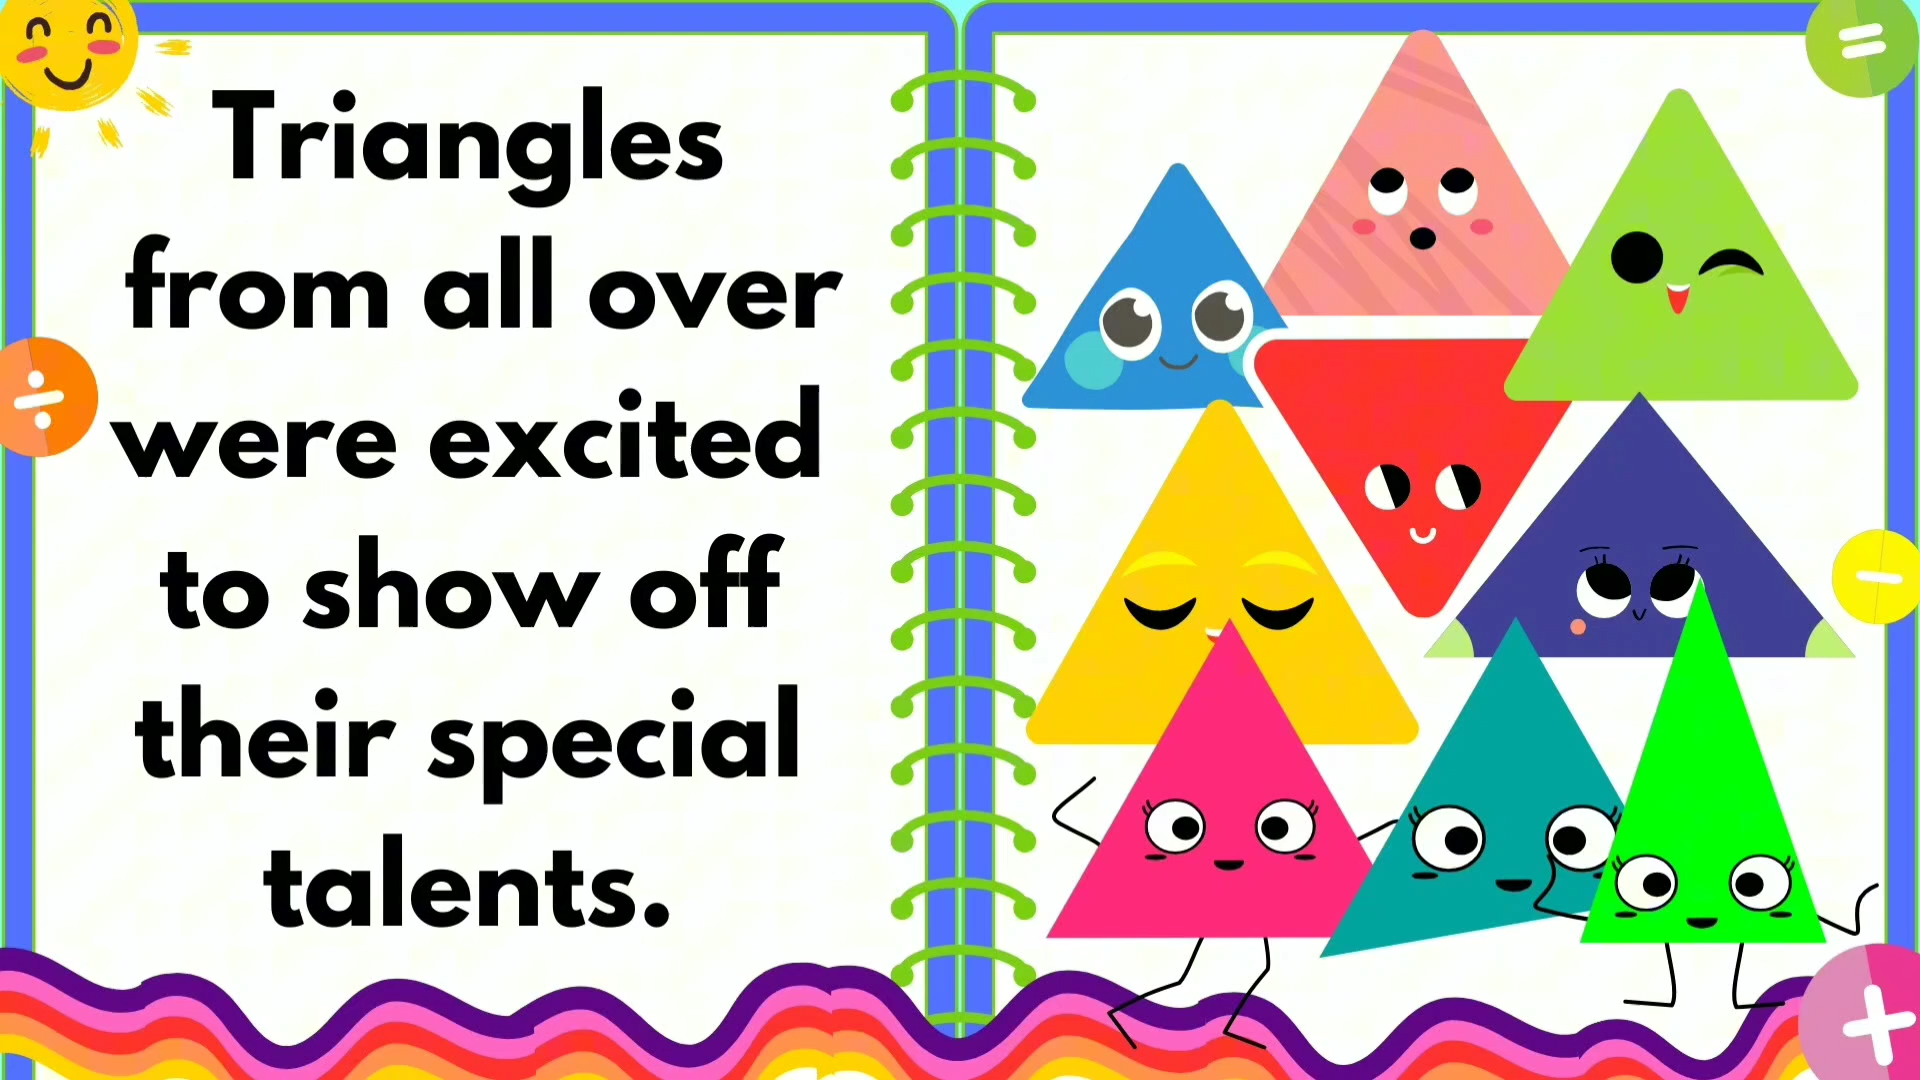 Triangles
from all over
were excited
to show off
their special
talents.